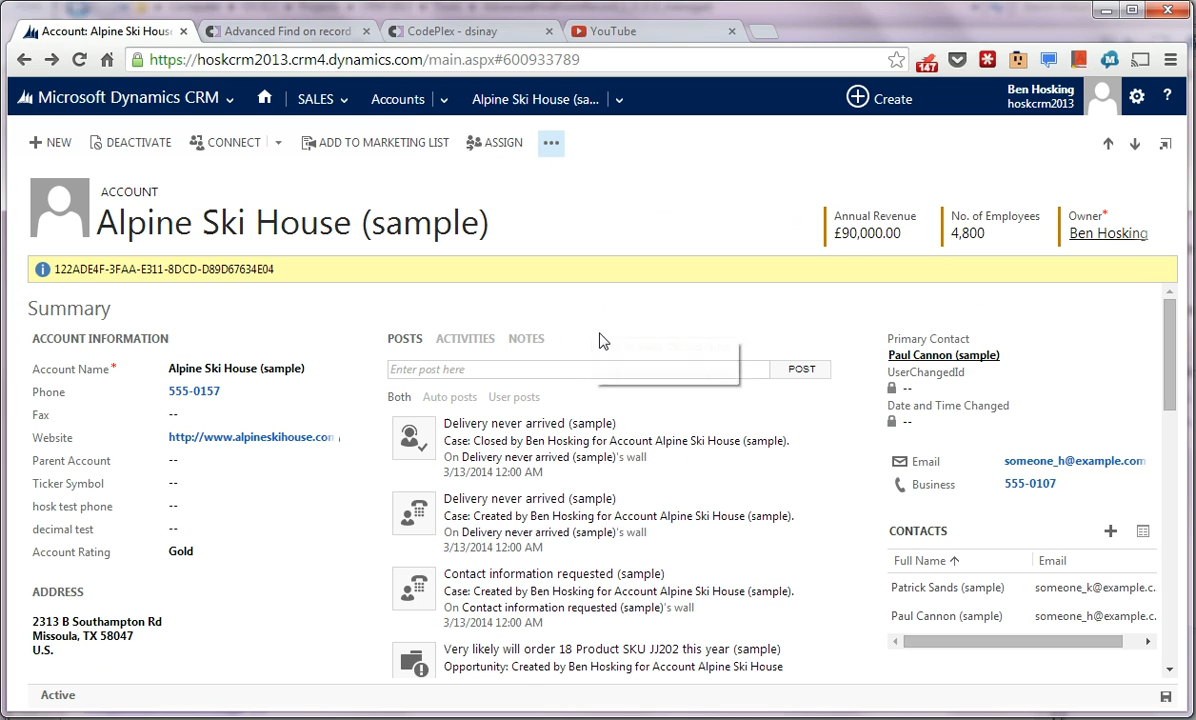 Account: Alpine Ski Hous
Advanced Find on record
CodePlex - dsinay
YouTube
https://hoskcrm2013.crm4.dynamics.com/main.aspx#600933789
147
Microsoft Dynamics CRM
SALES
Accounts
Alpine Ski House (sa...
Create
Ben Hosking
hoskcrm2013
?
NEW
DEACTIVATE
CONNECT
ADD TO MARKETING LIST
ASSIGN
...
ACCOUNT
Alpine Ski House (sample)
Annual Revenue
£90,000.00
No. of Employees
4,800
Owner*
Ben Hosking
122ADE4F-3FAA-E311-8DCD-D89D67634E04
Summary
ACCOUNT INFORMATION
Account Name* Alpine Ski House (sample)
Phone 555-0157
Fax --
Website http://www.alpineskihouse.con
Parent Account --
Ticker Symbol --
hosk test phone --
decimal test --
Account Rating Gold
ADDRESS
2313 B Southampton Rd
Missoula, TX 58047
U.S.
POSTS ACTIVITIES NOTES
Enter post here POST
Both Auto posts User posts
Delivery never arrived (sample)
Case: Closed by Ben Hosking for Account Alpine Ski House (sample).
On Delivery never arrived (sample)'s wall
3/13/2014 12:00 AM
Delivery never arrived (sample)
Case: Created by Ben Hosking for Account Alpine Ski House (sample).
On Delivery never arrived (sample)'s wall
3/13/2014 12:00 AM
Contact information requested (sample)
Case: Created by Ben Hosking for Account Alpine Ski House (sample).
On Contact information requested (sample)'s wall
3/13/2014 12:00 AM
Very likely will order 18 Product SKU JJ202 this year (sample)
Opportunity: Created by Ben Hosking for Account Alpine Ski House
Primary Contact
Paul Cannon (sample)
UserChangedId
--
Date and Time Changed
--
Email someone_h@example.com
Business 555-0107
CONTACTS
Full Name Email
Patrick Sands (sample) someone_k@example.c.
Paul Cannon (sample) someone_h@example.c.
Active